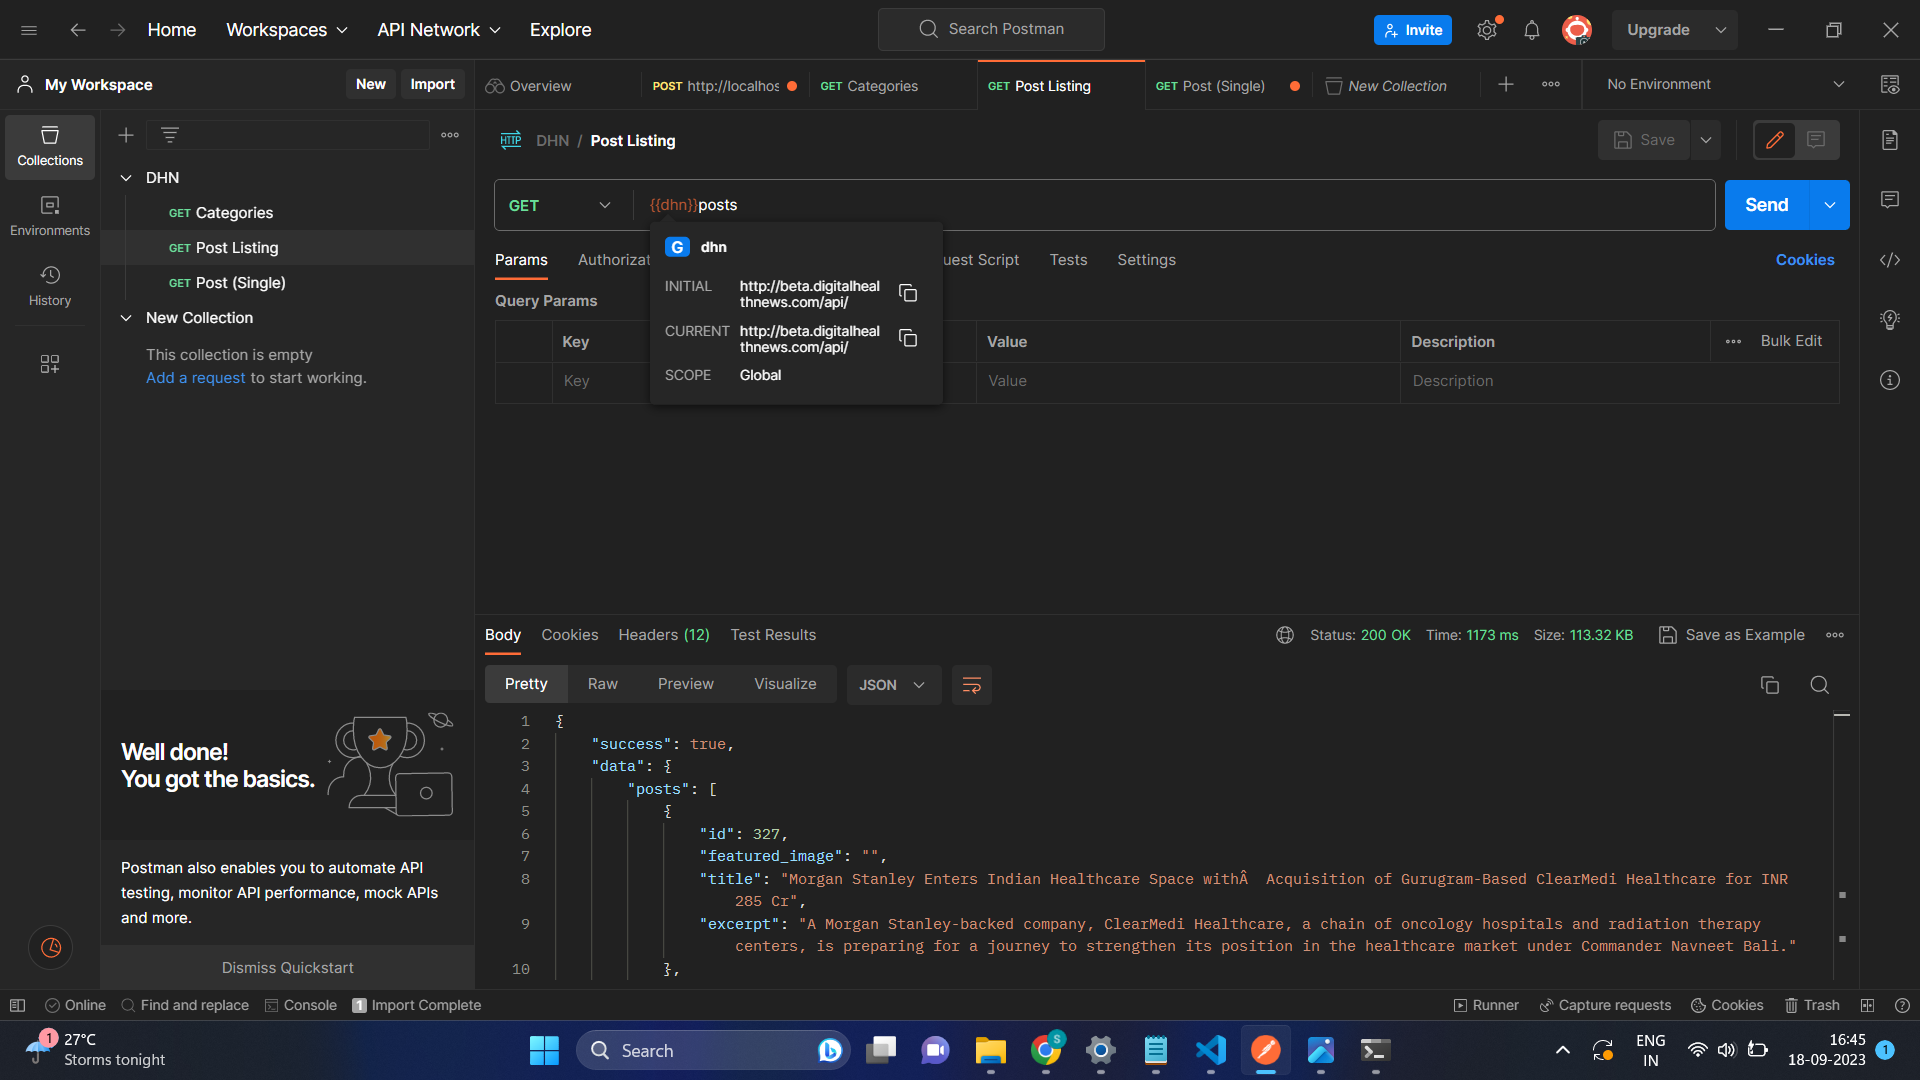 Home
Workspaces
API Network
Explore
Search Postman
Invite
Upgrade
My Workspace
New
Import
Overview
POST http://localhos
GET Categories
GET Post Listing
GET Post (Single)
New Collection
No Environment
Collections
Environments
History
DHN
GET Categories
GET Post Listing
GET Post (Single)
New Collection
This collection is empty
Add a request to start working.
HTTP DHN / Post Listing
Save
GET
{{dhn}}posts
Send
G dhn
INITIAL http://beta.digitalheal
thnews.com/api/
CURRENT http://beta.digitalheal
thnews.com/api/
SCOPE Global
Params
Authorizat
uest Script
Tests
Settings
Cookies
Query Params
Key
Value
Description
Bulk Edit
Key
Value
Description
Well done!
You got the basics.
Postman also enables you to automate API
testing, monitor API performance, mock APIs
and more.
Dismiss Quickstart
Body
Cookies
Headers (12)
Test Results
Status: 200 OK Time: 1173 ms Size: 113.32 KB
Save as Example
Pretty
Raw
Preview
Visualize
JSON
1 {
2 "success": true,
3 "data": {
4 "posts": [
5 {
6 "id": 327,
7 "featured_image": "",
8 "title": "Morgan Stanley Enters Indian Healthcare Space withÂ  Acquisition of Gurugram-Based ClearMedi Healthcare for INR
285 Cr",
9 "excerpt": "A Morgan Stanley-backed company, ClearMedi Healthcare, a chain of oncology hospitals and radiation therapy
centers, is preparing for a journey to strengthen its position in the healthcare market under Commander Navneet Bali."
10 },
Online
Find and replace
Console
1 Import Complete
Runner
Capture requests
Cookies
Trash
1
27°C
Storms tonight
Search
S
ENG
IN
16:45
18-09-2023
1